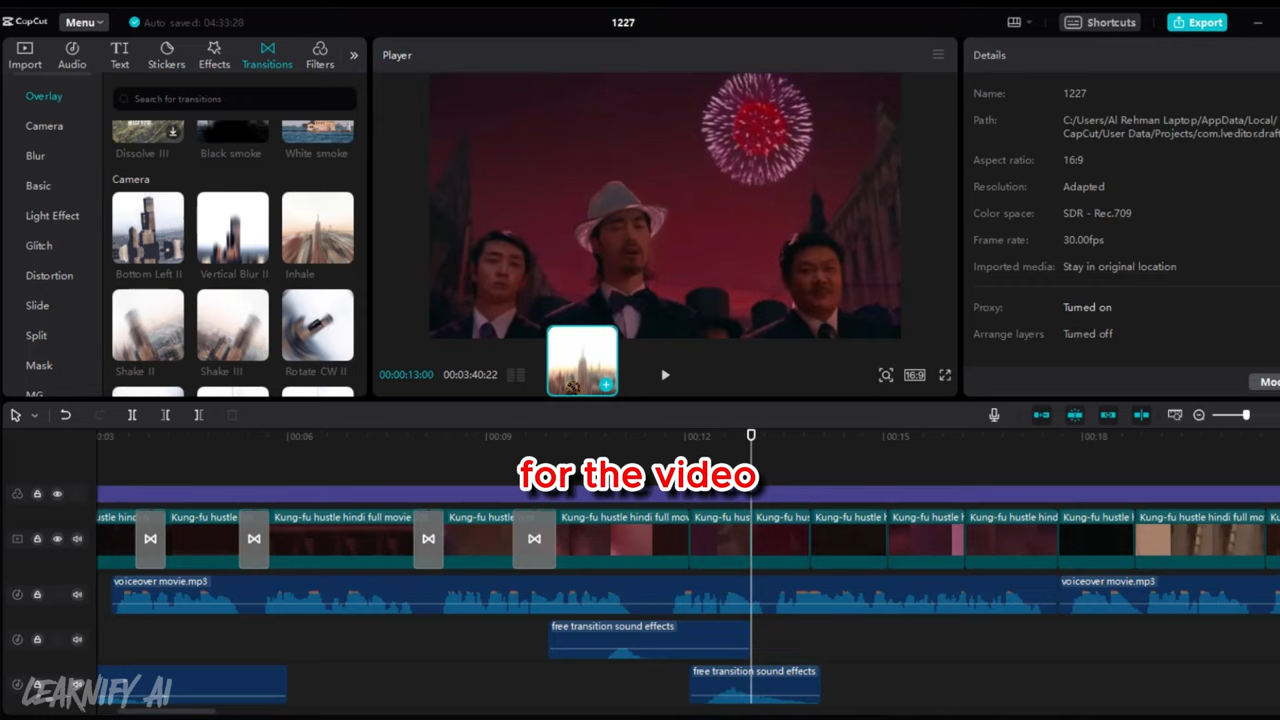 CapCut
Menu
Auto saved: 04:33:28
1227
Shortcuts
Export
Import
Audio
Text
Stickers
Effects
Transitions
Filters
Player
Details
Overlay
Camera
Blur
Basic
Light Effect
Glitch
Distortion
Slide
Split
Mask
MG
Search for transitions
Dissolve III
Black smoke
White smoke
Camera
Bottom Left II
Vertical Blur II
Inhale
Shake II
Shake III
Rotate CW II
00:00:13:00
00:03:40:22
16:9
Name:
1227
Path:
C:/Users/Al Rehman Laptop/AppData/Local/
CapCut/User Data/Projects/com.lveditor.draft
Aspect ratio:
16:9
Resolution:
Adapted
Color space:
SDR - Rec.709
Frame rate:
30.00fps
Imported media:
Stay in original location
Proxy:
Turned on
Arrange layers
Turned off
Mod
0:03
00:06
00:09
00:12
00:15
00:18
for the video
ustle hind
Kung-fu hustle
Kung-fu hustle hindi full movie
Kung-fu hustle
Kung-fu hustle hindi full mov
Kung-fu hus
Kung-fu hu
Kung-fu hustle
Kung-fu hustle h
Kung-fu hustle hind
Kung-fu hustle h
Kung-fu hustle hindi full mo
voiceover movie.mp3
voiceover movie.mp3
free transition sound effects
free transition sound effects
LEARNIFY AI